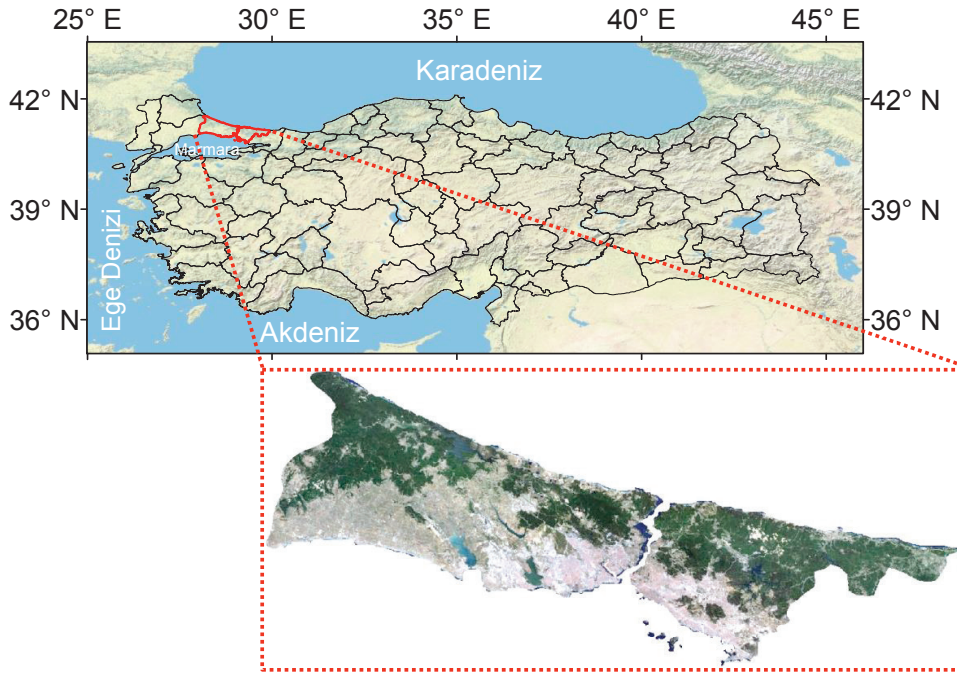 25° E 30° E 35° E 40° E 45° E
Karadeniz
42° N 42° N
Marmara
39° N 39° N
Ege Denizi
36° N 36° N
Akdeniz